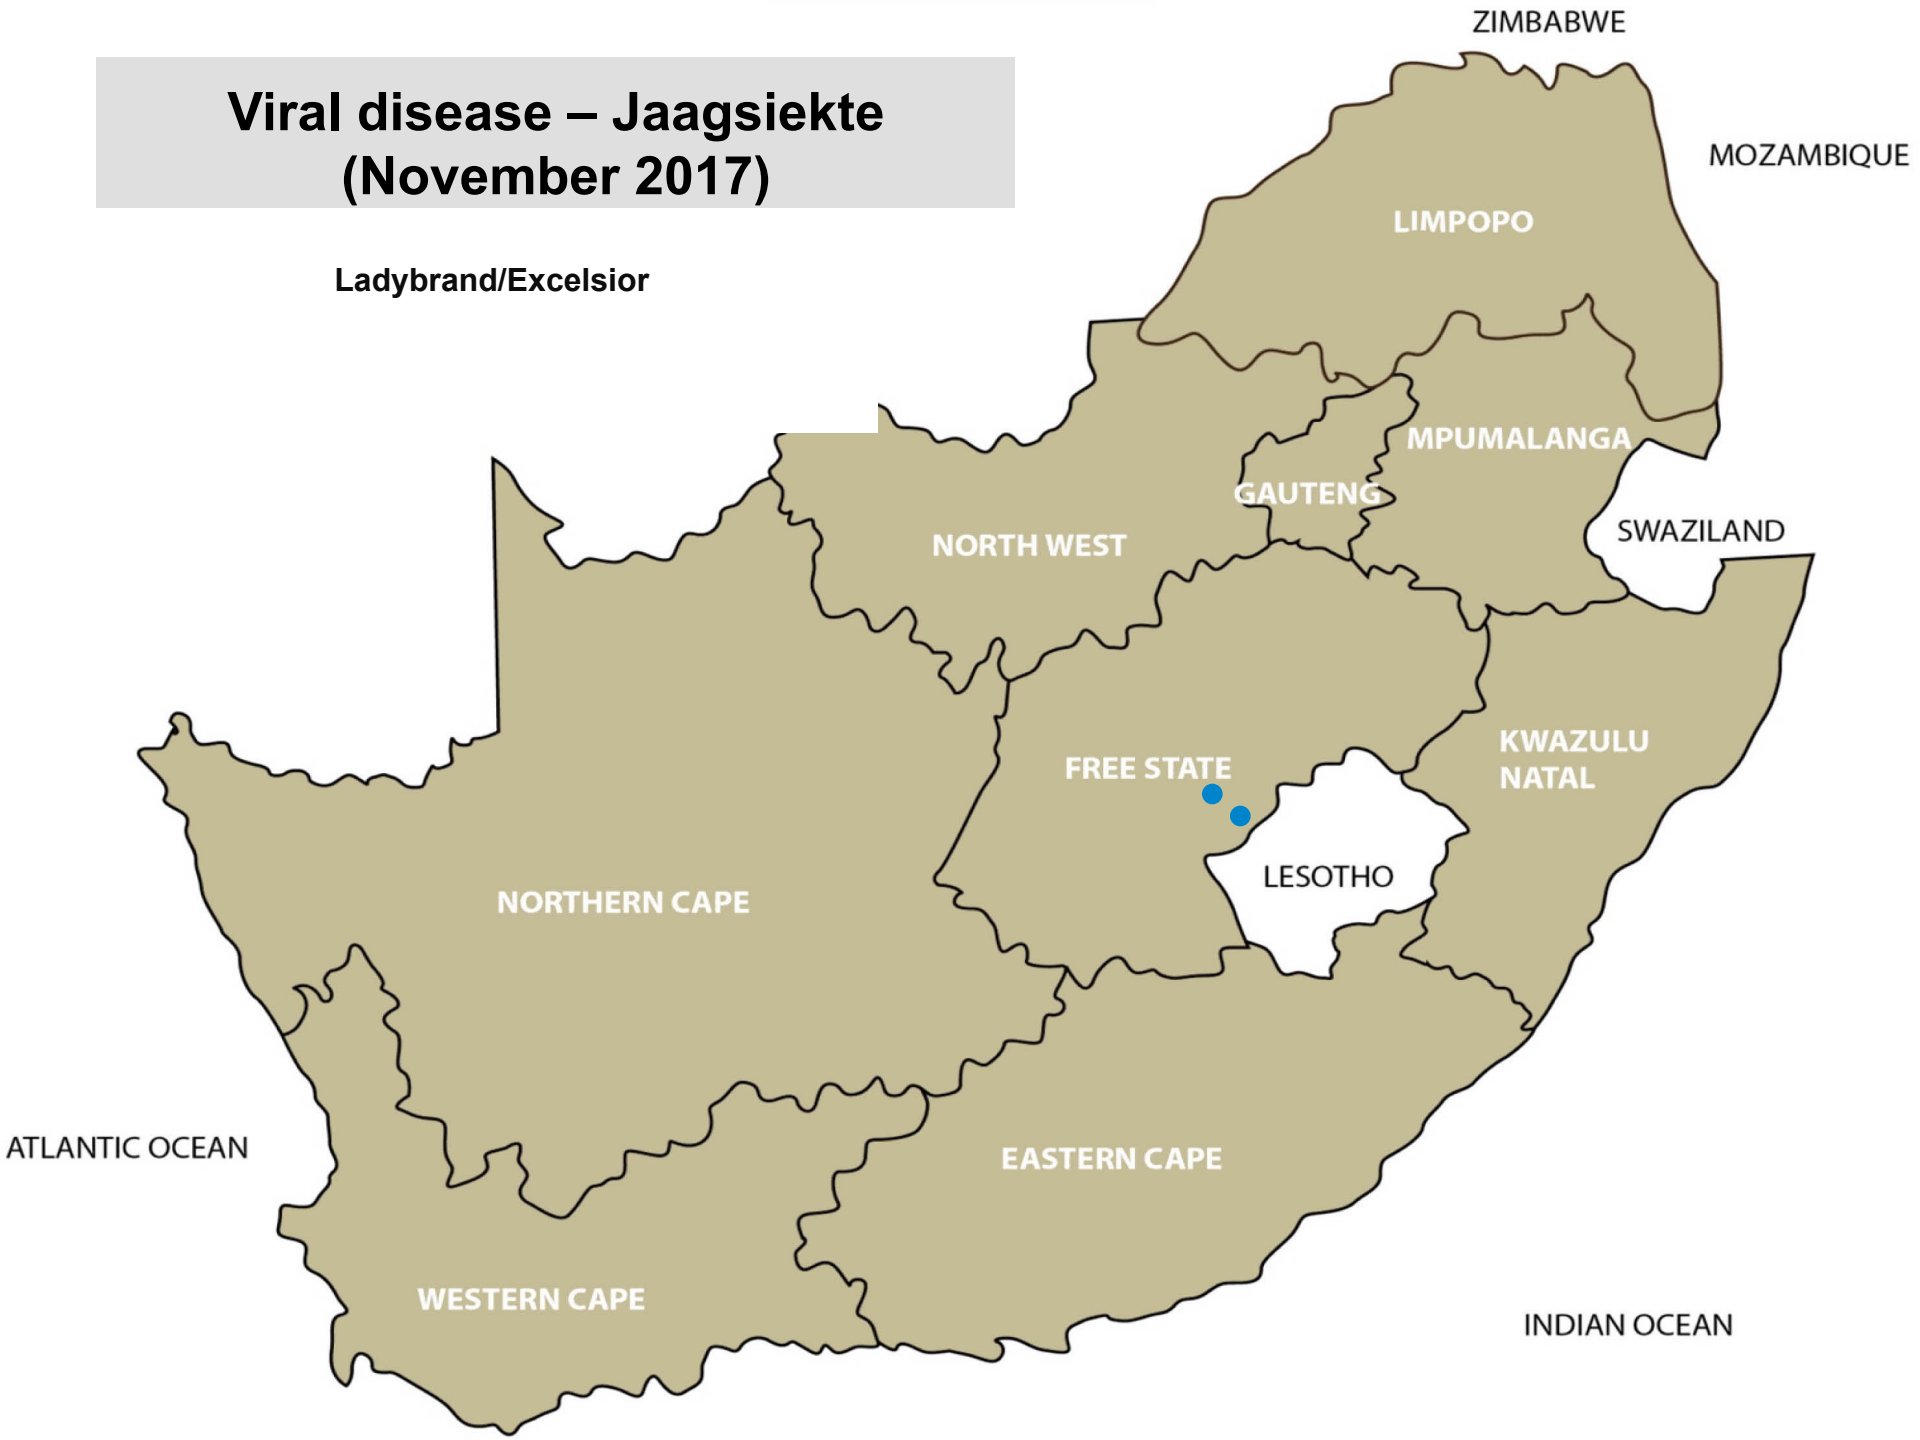 ZIMBABWE
Viral disease – Jaagsiekte
(November 2017)
MOZAMBIQUE
LIMPOPO
Ladybrand/Excelsior
MPUMALANGA
GAUTENG
SWAZILAND
NORTH WEST
KWAZULU
NATAL
FREE STATE
LESOTHO
NORTHERN CAPE
ATLANTIC OCEAN
EASTERN CAPE
WESTERN CAPE
INDIAN OCEAN